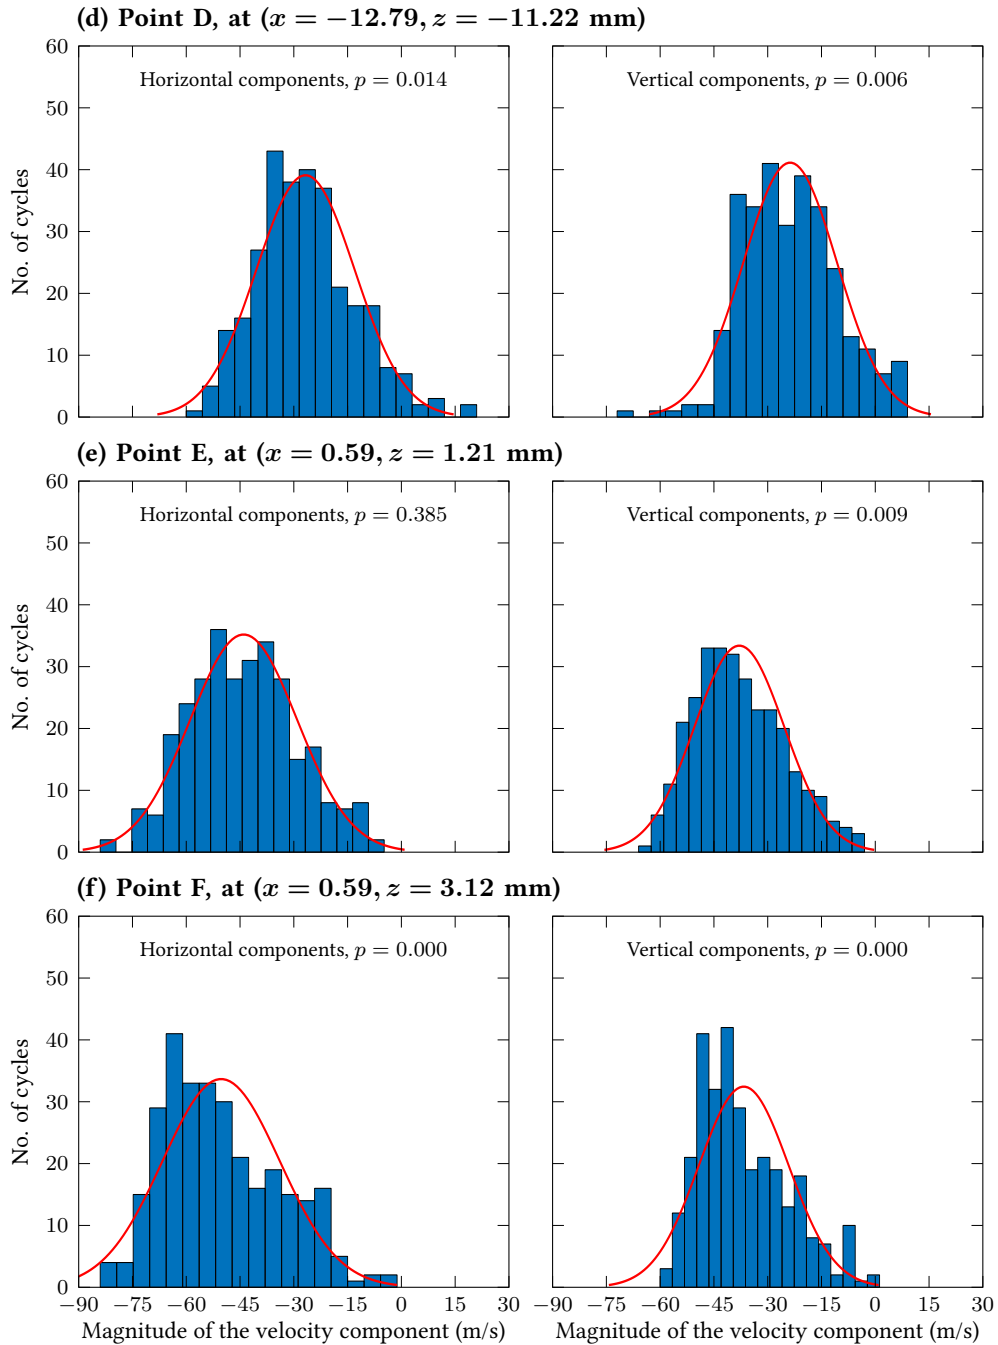 (d) Point D, at (x = −12.79, z = −11.22 mm)
Horizontal components, p = 0.014
Vertical components, p = 0.006
60
50
40
30
20
10
0
No. of cycles
(e) Point E, at (x = 0.59, z = 1.21 mm)
Horizontal components, p = 0.385
Vertical components, p = 0.009
60
50
40
30
20
10
0
No. of cycles
(f) Point F, at (x = 0.59, z = 3.12 mm)
Horizontal components, p = 0.000
Vertical components, p = 0.000
60
50
40
30
20
10
0
No. of cycles
−90 −75 −60 −45 −30 −15 0 15 30
−90 −75 −60 −45 −30 −15 0 15 30
Magnitude of the velocity component (m/s)
Magnitude of the velocity component (m/s)